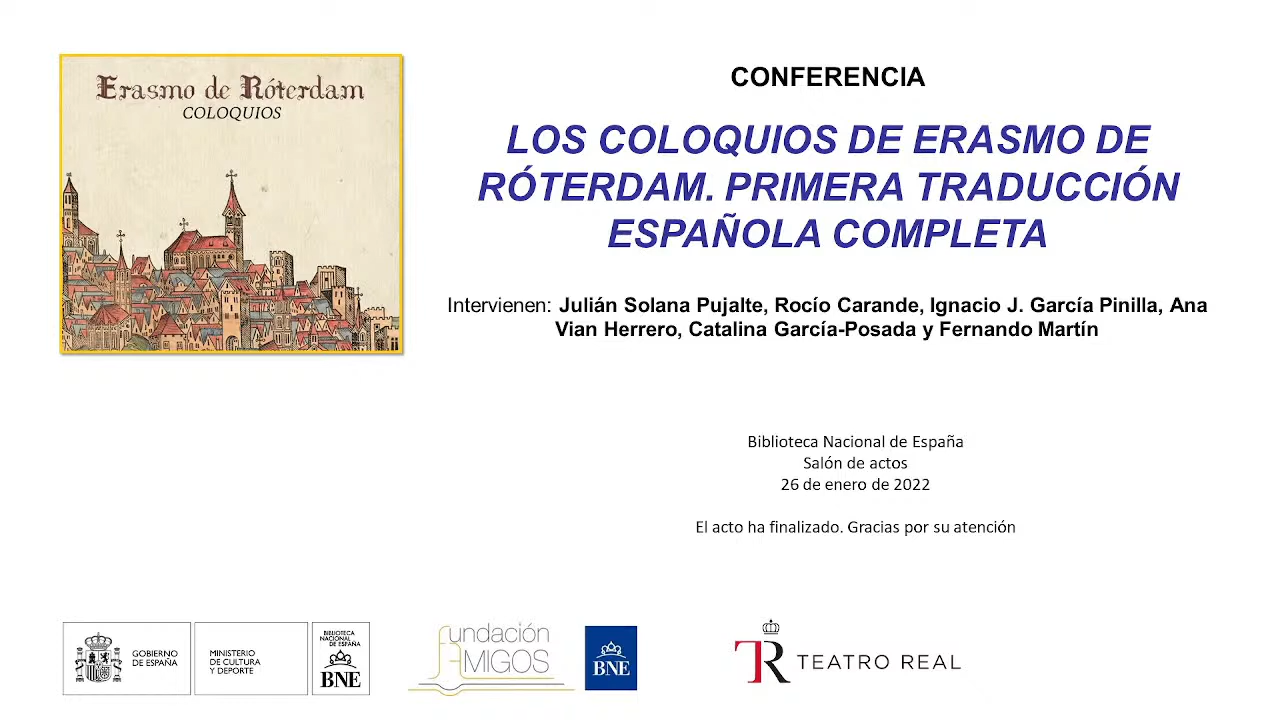 Erasmo de Róterdam
COLOQUIOS
CONFERENCIA
LOS COLOQUIOS DE ERASMO DE
RÓTERDAM. PRIMERA TRADUCCIÓN
ESPAÑOLA COMPLETA
Intervienen: Julián Solana Pujalte, Rocío Carande, Ignacio J. García Pinilla, Ana
Vian Herrero, Catalina García-Posada y Fernando Martín
Biblioteca Nacional de España
Salón de actos
26 de enero de 2022
El acto ha finalizado. Gracias por su atención
GOBIERNO
DE ESPAÑA
MINISTERIO
DE CULTURA
Y DEPORTE
BIBLIOTECA
NACIONAL
DE ESPAÑA
BNE
fundación
AMIGOS
BNE
TR TEATRO REAL